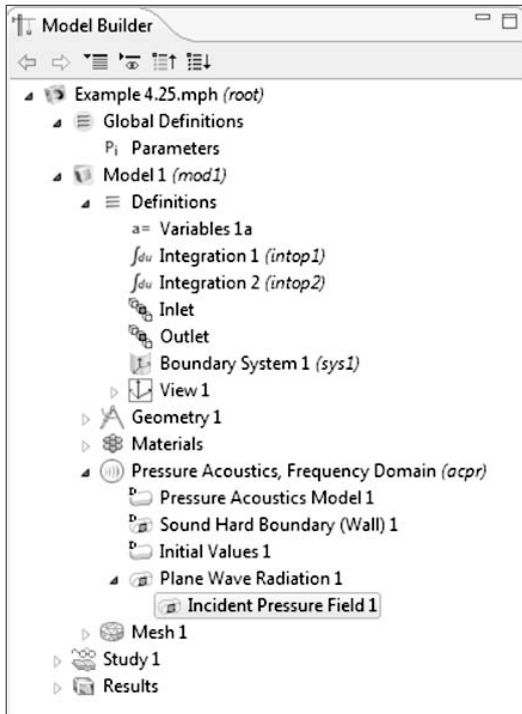 Model Builder
Example 4.25.mph (root)
Global Definitions
Pi Parameters
Model 1 (mod1)
Definitions
a= Variables 1a
∫du Integration 1 (intop1)
∫du Integration 2 (intop2)
Inlet
Outlet
Boundary System 1 (sys1)
View 1
Geometry 1
Materials
Pressure Acoustics, Frequency Domain (acpr)
D Pressure Acoustics Model 1
D Sound Hard Boundary (Wall) 1
D Initial Values 1
Plane Wave Radiation 1
Incident Pressure Field 1
Mesh 1
Study 1
Results